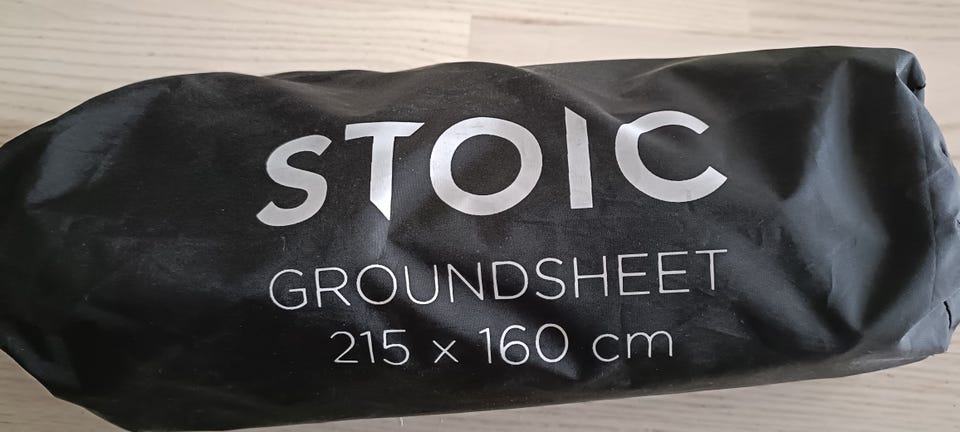 STOIC
GROUNDSHEET
215 x 160 cm